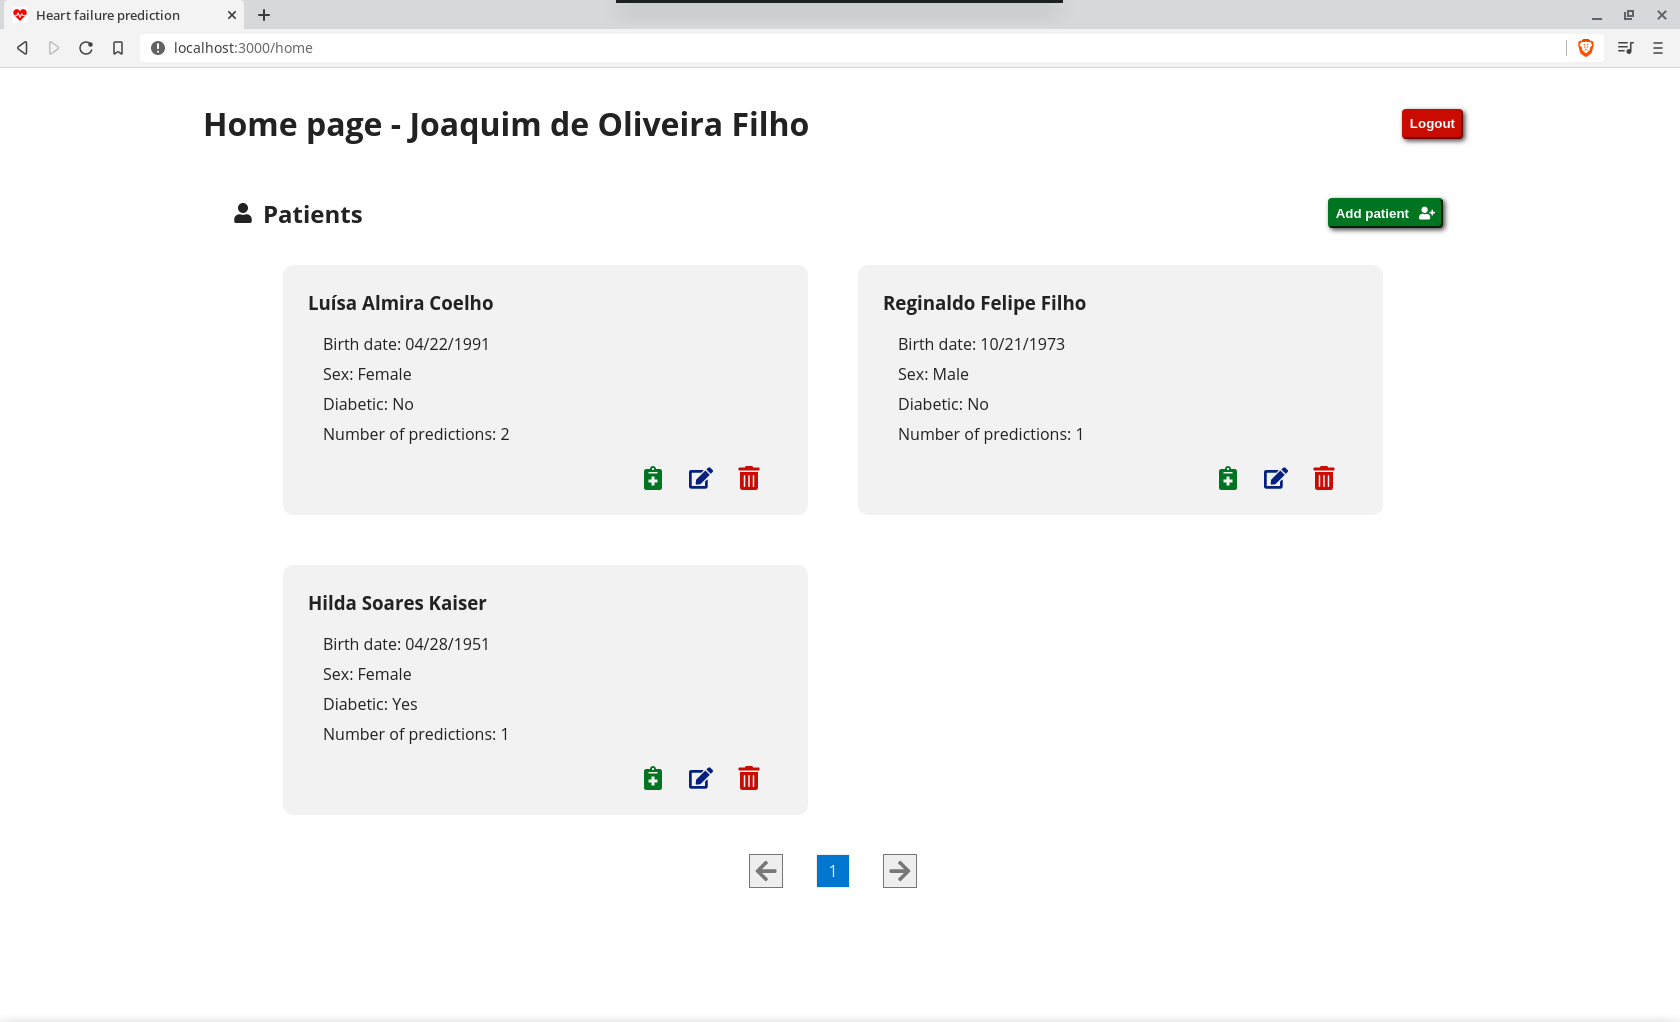 Heart failure prediction
localhost:3000/home
Home page - Joaquim de Oliveira Filho
Logout
Patients
Add patient
Luísa Almira Coelho
Birth date: 04/22/1991
Sex: Female
Diabetic: No
Number of predictions: 2
Reginaldo Felipe Filho
Birth date: 10/21/1973
Sex: Male
Diabetic: No
Number of predictions: 1
Hilda Soares Kaiser
Birth date: 04/28/1951
Sex: Female
Diabetic: Yes
Number of predictions: 1
1